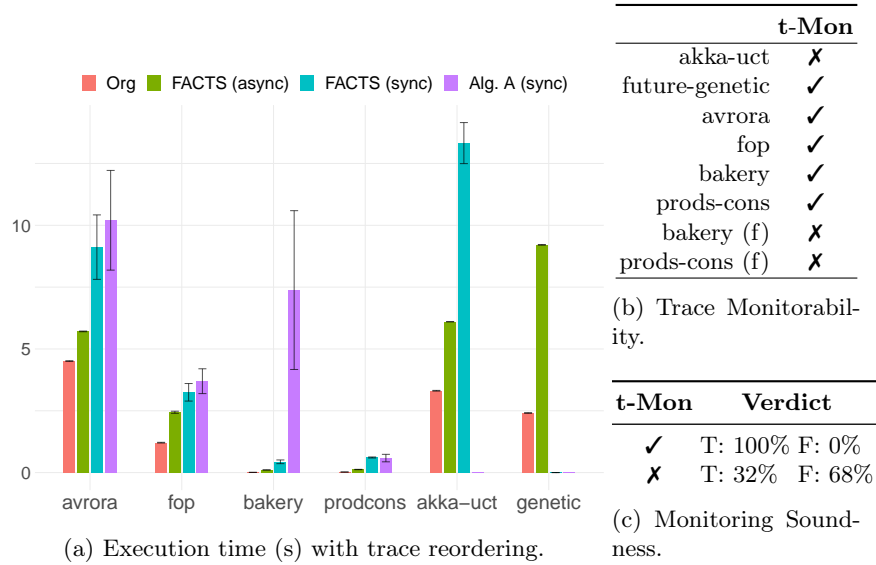 Org FACTS (async) FACTS (sync) Alg. A (sync)
10
5
0
avrora fop bakery prodcons akka−uct genetic
(a) Execution time (s) with trace reordering.
t-Mon
akka-uct ✗
future-genetic ✓
avrora ✓
fop ✓
bakery ✓
prods-cons ✓
bakery (f) ✗
prods-cons (f) ✗
(b) Trace Monitorabil-
ity.
t-Mon Verdict
✓ T: 100% F: 0%
✗ T: 32% F: 68%
(c) Monitoring Sound-
ness.